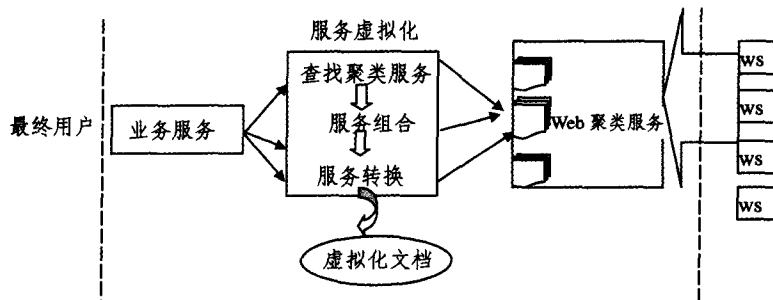 服务虚拟化
查找聚类服务
服务组合
服务转换
最终用户
业务服务
Web 聚类服务
虚拟化文档
ws
ws
ws
ws